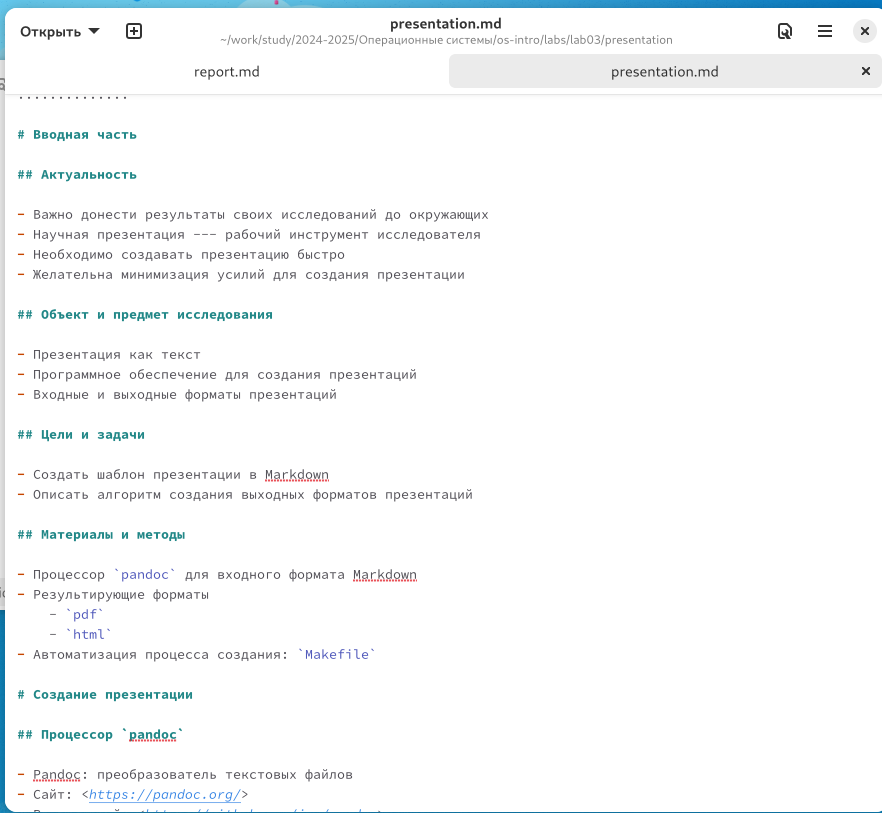 Открыть
presentation.md
~/work/study/2024-2025/Операционные системы/os-intro/labs/lab03/presentation
report.md
presentation.md
# Вводная часть
## Актуальность
- Важно донести результаты своих исследований до окружающих
- Научная презентация --- рабочий инструмент исследователя
- Необходимо создавать презентацию быстро
- Желательна минимизация усилий для создания презентации
## Объект и предмет исследования
- Презентация как текст
- Программное обеспечение для создания презентаций
- Входные и выходные форматы презентаций
## Цели и задачи
- Создать шаблон презентации в Markdown
- Описать алгоритм создания выходных форматов презентаций
## Материалы и методы
- Процессор `pandoc` для входного формата Markdown
- Результирующие форматы
- `pdf`
- `html`
- Автоматизация процесса создания: `Makefile`
# Создание презентации
## Процессор `pandoc`
- Pandoc: преобразователь текстовых файлов
- Сайт: <https://pandoc.org/>